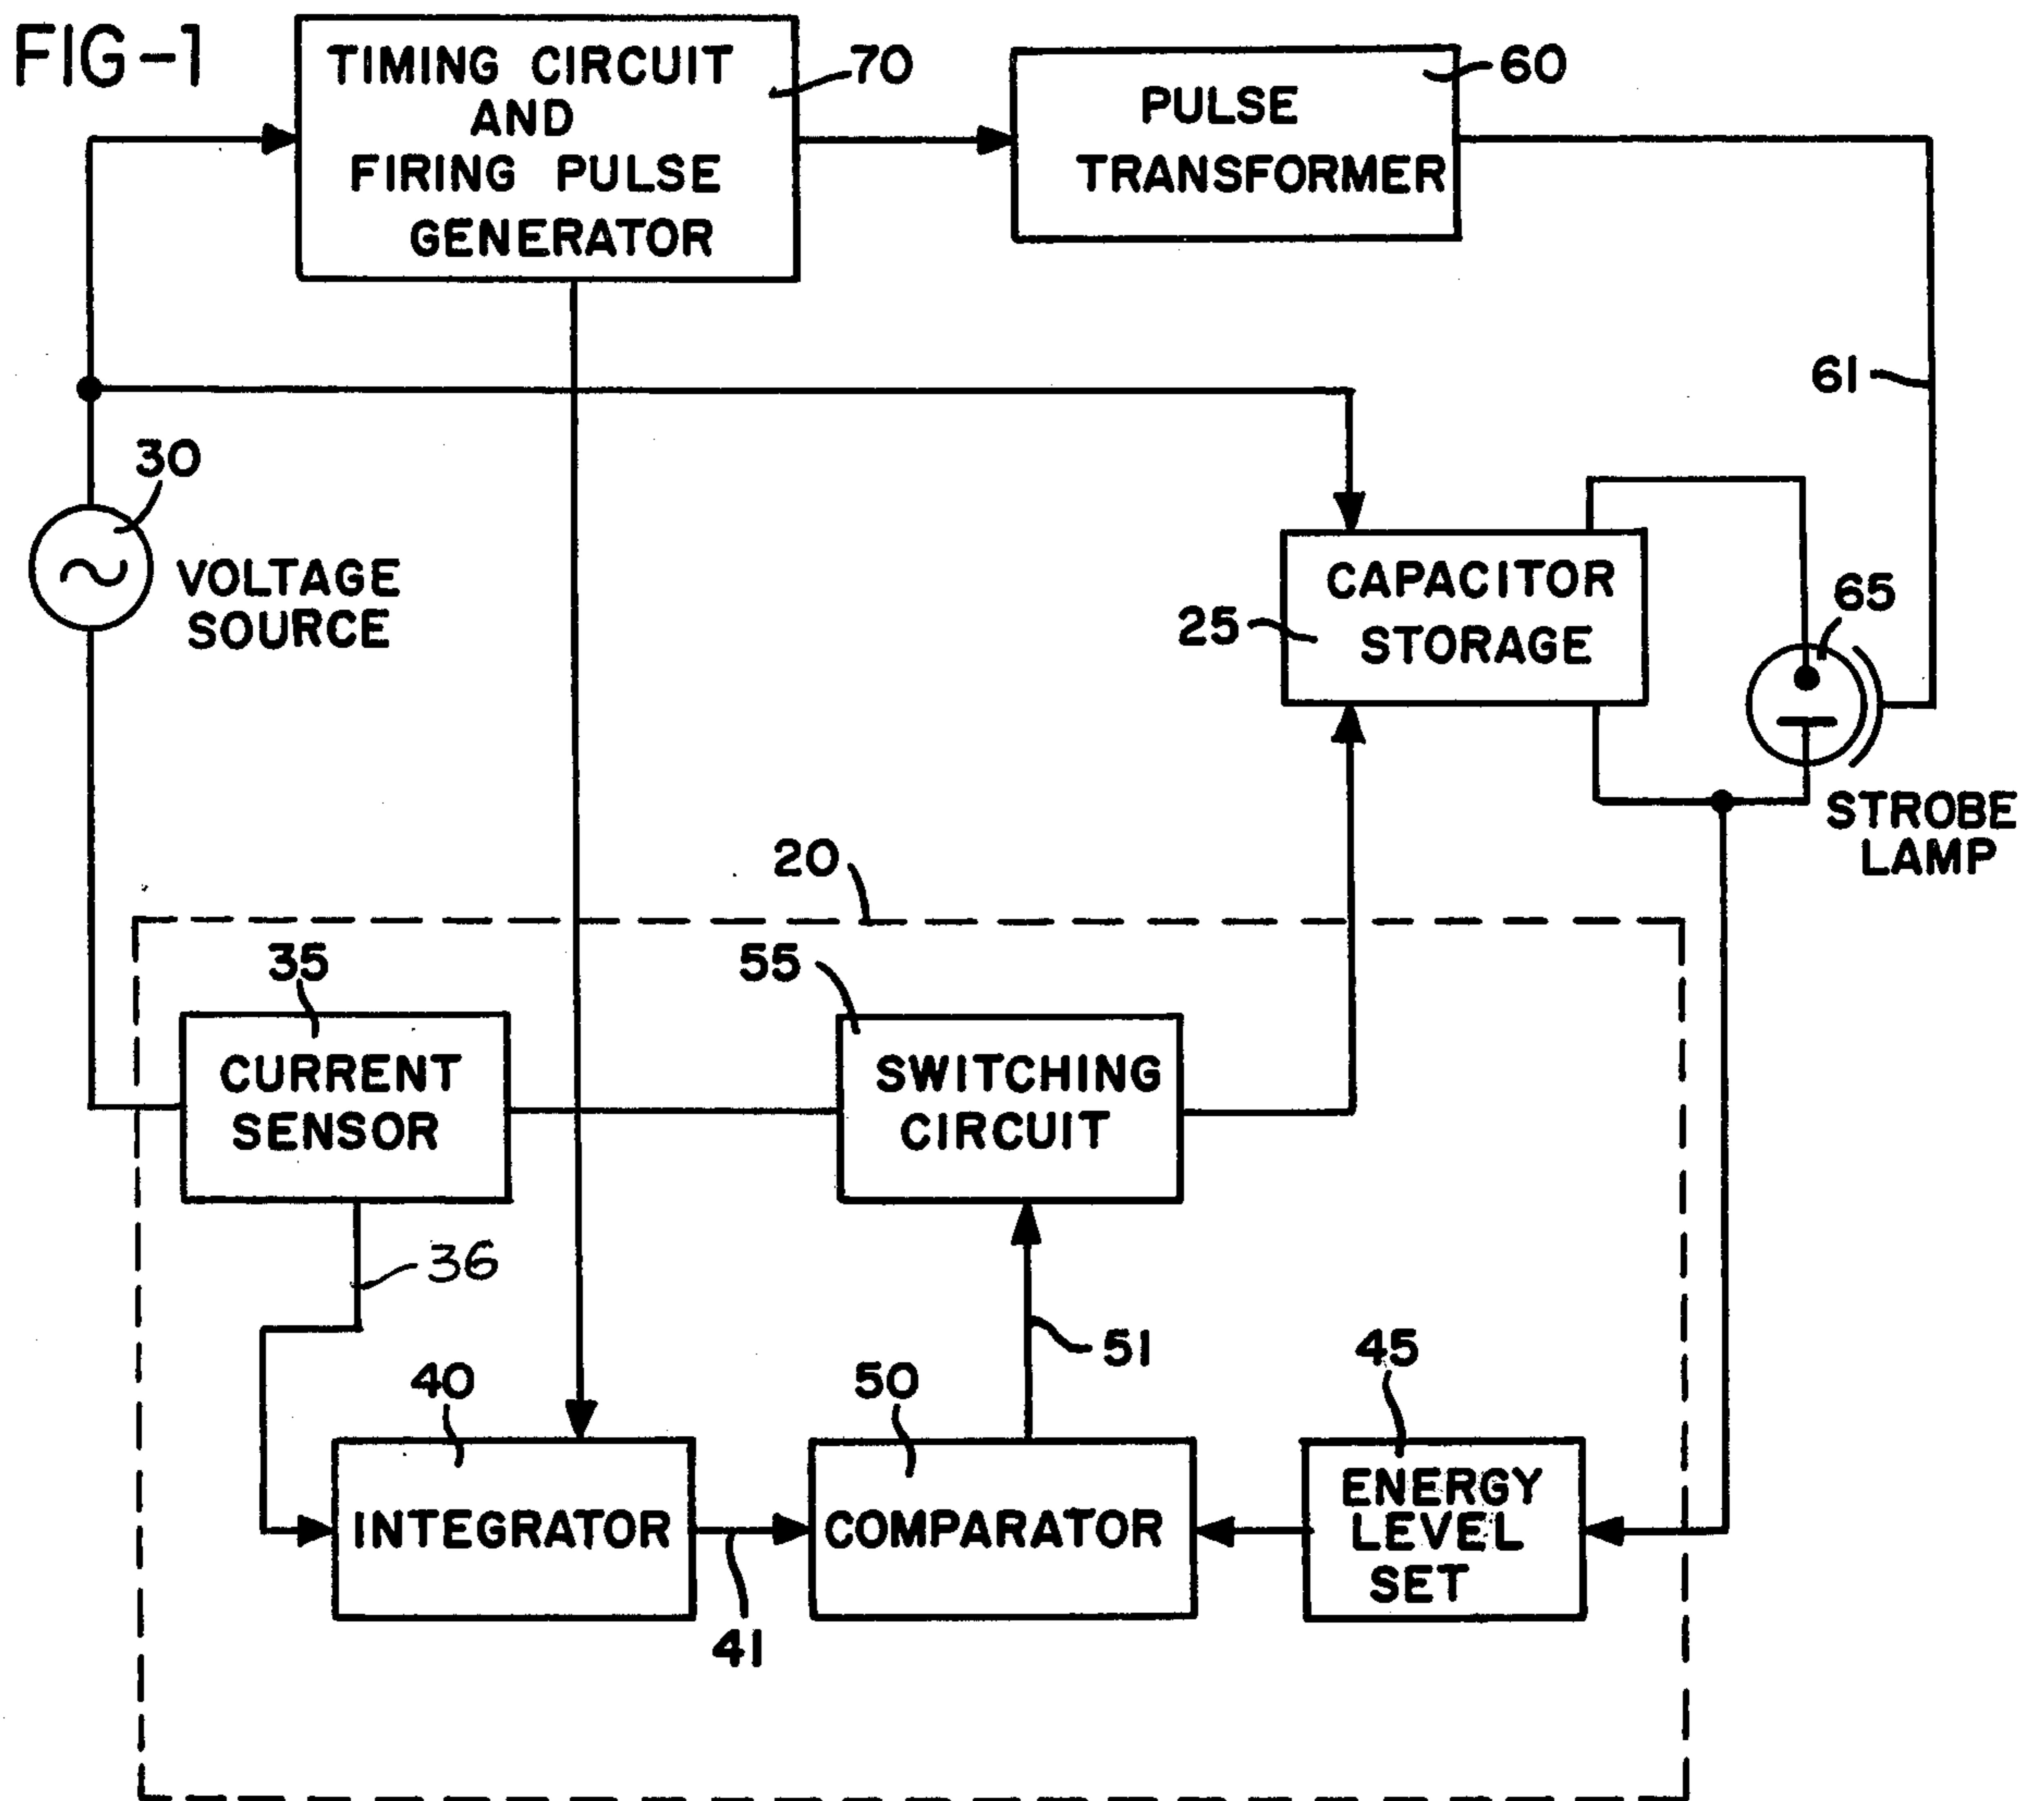 FIG-1
TIMING CIRCUIT
AND
FIRING PULSE
GENERATOR
70
PULSE
TRANSFORMER
60
61
30
VOLTAGE
SOURCE
CAPACITOR
STORAGE
25
65
STROBE
LAMP
20
35
CURRENT
SENSOR
55
SWITCHING
CIRCUIT
36
51
40
INTEGRATOR
41
50
COMPARATOR
45
ENERGY
LEVEL
SET